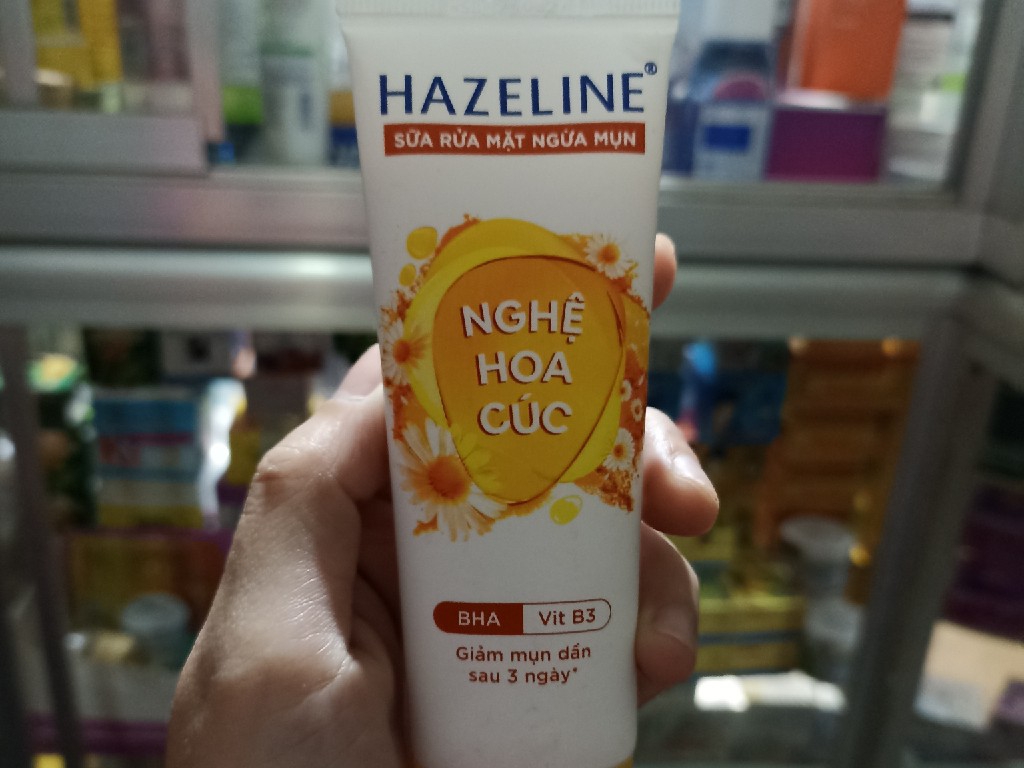 HAZELINE®
SỮA RỬA MẶT NGỪA MỤN
NGHỆ
HOA
CÚC
BHA Vit B3
Giảm mụn dần
sau 3 ngày*